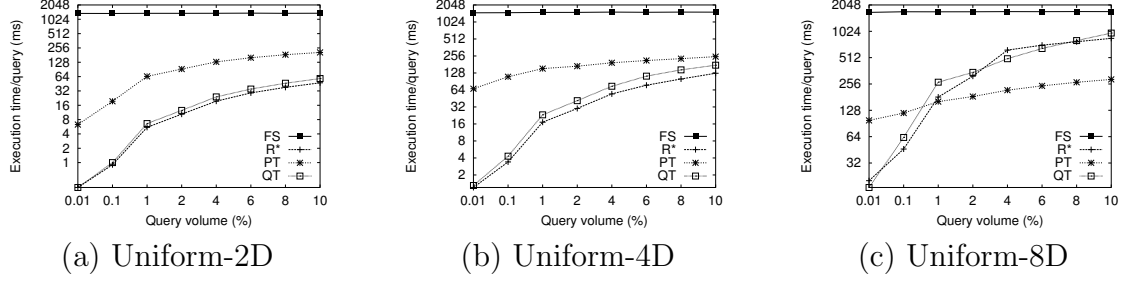 Execution time/query (ms)
2048
1024
512
256
128
64
32
16
8
4
2
1
FS
R*
PT
QT
0.01 0.1 1 2 4 6 8 10
Query volume (%)
(a) Uniform-2D
Execution time/query (ms)
2048
1024
512
256
128
64
32
16
8
4
2
FS
R*
PT
QT
0.01 0.1 1 2 4 6 8 10
Query volume (%)
(b) Uniform-4D
Execution time/query (ms)
2048
1024
512
256
128
64
32
FS
R*
PT
QT
0.01 0.1 1 2 4 6 8 10
Query volume (%)
(c) Uniform-8D